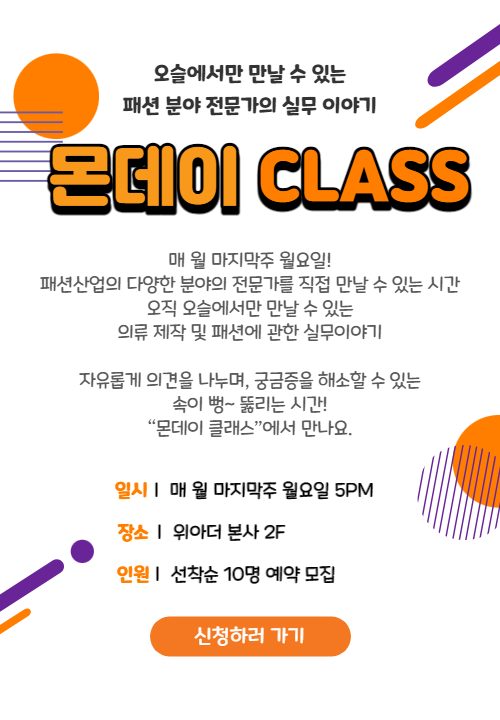 오슬에서만 만날 수 있는
패션 분야 전문가의 실무 이야기
몬데이 CLASS
매 월 마지막주 월요일!
패션산업의 다양한 분야의 전문가를 직접 만날 수 있는 시간
오직 오슬에서만 만날 수 있는
의류 제작 및 패션에 관한 실무이야기
자유롭게 의견을 나누며, 궁금증을 해소할 수 있는
속이 뻥~ 뚫리는 시간!
“몬데이 클래스”에서 만나요.
일시 | 매 월 마지막주 월요일 5PM
장소 | 위아더 본사 2F
인원 | 선착순 10명 예약 모집
신청하러 가기